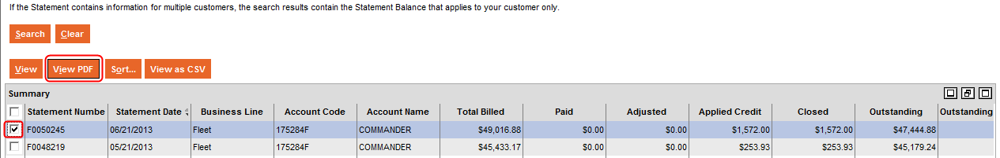 If the Statement contains information for multiple customers, the search results contain the Statement Balance that applies to your customer only.
Search Clear
View View PDF Sort... View as CSV
Summary
Statement Numbe Statement Date Business Line Account Code Account Name Total Billed Paid Adjusted Applied Credit Closed Outstanding Outstanding
F0050245 06/21/2013 Fleet 175284F COMMANDER $49,016.88 $0.00 $0.00 $1,572.00 $1,572.00 $47,444.88
F0048219 05/21/2013 Fleet 175284F COMMANDER $45,433.17 $0.00 $0.00 $253.93 $253.93 $45,179.24